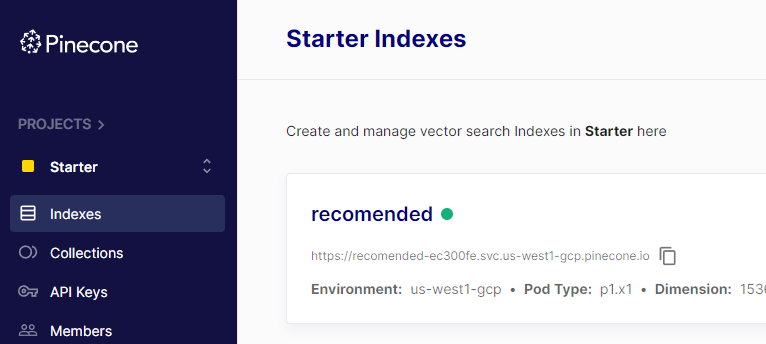 Pinecone
Starter Indexes
PROJECTS >
Create and manage vector search Indexes in Starter here
Starter
Indexes
recomended
Collections
https://recomended-ec300fe.svc.us-west1-gcp.pinecone.io
API Keys
Environment: us-west1-gcp • Pod Type: p1.x1 • Dimension:
Members